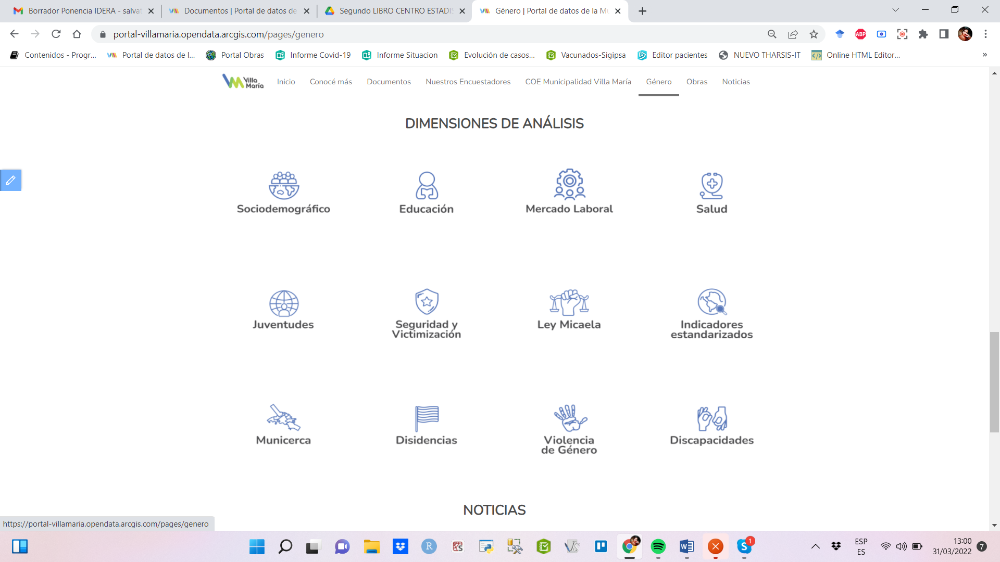 Borrador Ponencia IDERA - salvat
Documentos | Portal de datos de
Segundo LIBRO CENTRO ESTADIS
Género | Portal de datos de la Mu
portal-villamaria.opendata.arcgis.com/pages/genero
ABP
Contenidos - Progr...
Portal de datos de l...
Portal Obras
Informe Covid-19
Informe Situacion
Evolución de casos...
Vacunados-Sigipsa
Editor pacientes
NUEVO THARSIS-IT
Online HTML Editor...
»
Villa
María
Inicio
Conocé más
Documentos
Nuestros Encuestadores
COE Municipalidad Villa María
Género
Obras
Noticias
DIMENSIONES DE ANÁLISIS
Sociodemográfico
Educación
Mercado Laboral
Salud
Juventudes
Seguridad y
Victimización
Ley Micaela
Indicadores
estandarizados
Municerca
Disidencias
Violencia
de Género
Discapacidades
NOTICIAS
https://portal-villamaria.opendata.arcgis.com/pages/genero
R
W
S
1
ESP
ES
13:00
31/03/2022
7